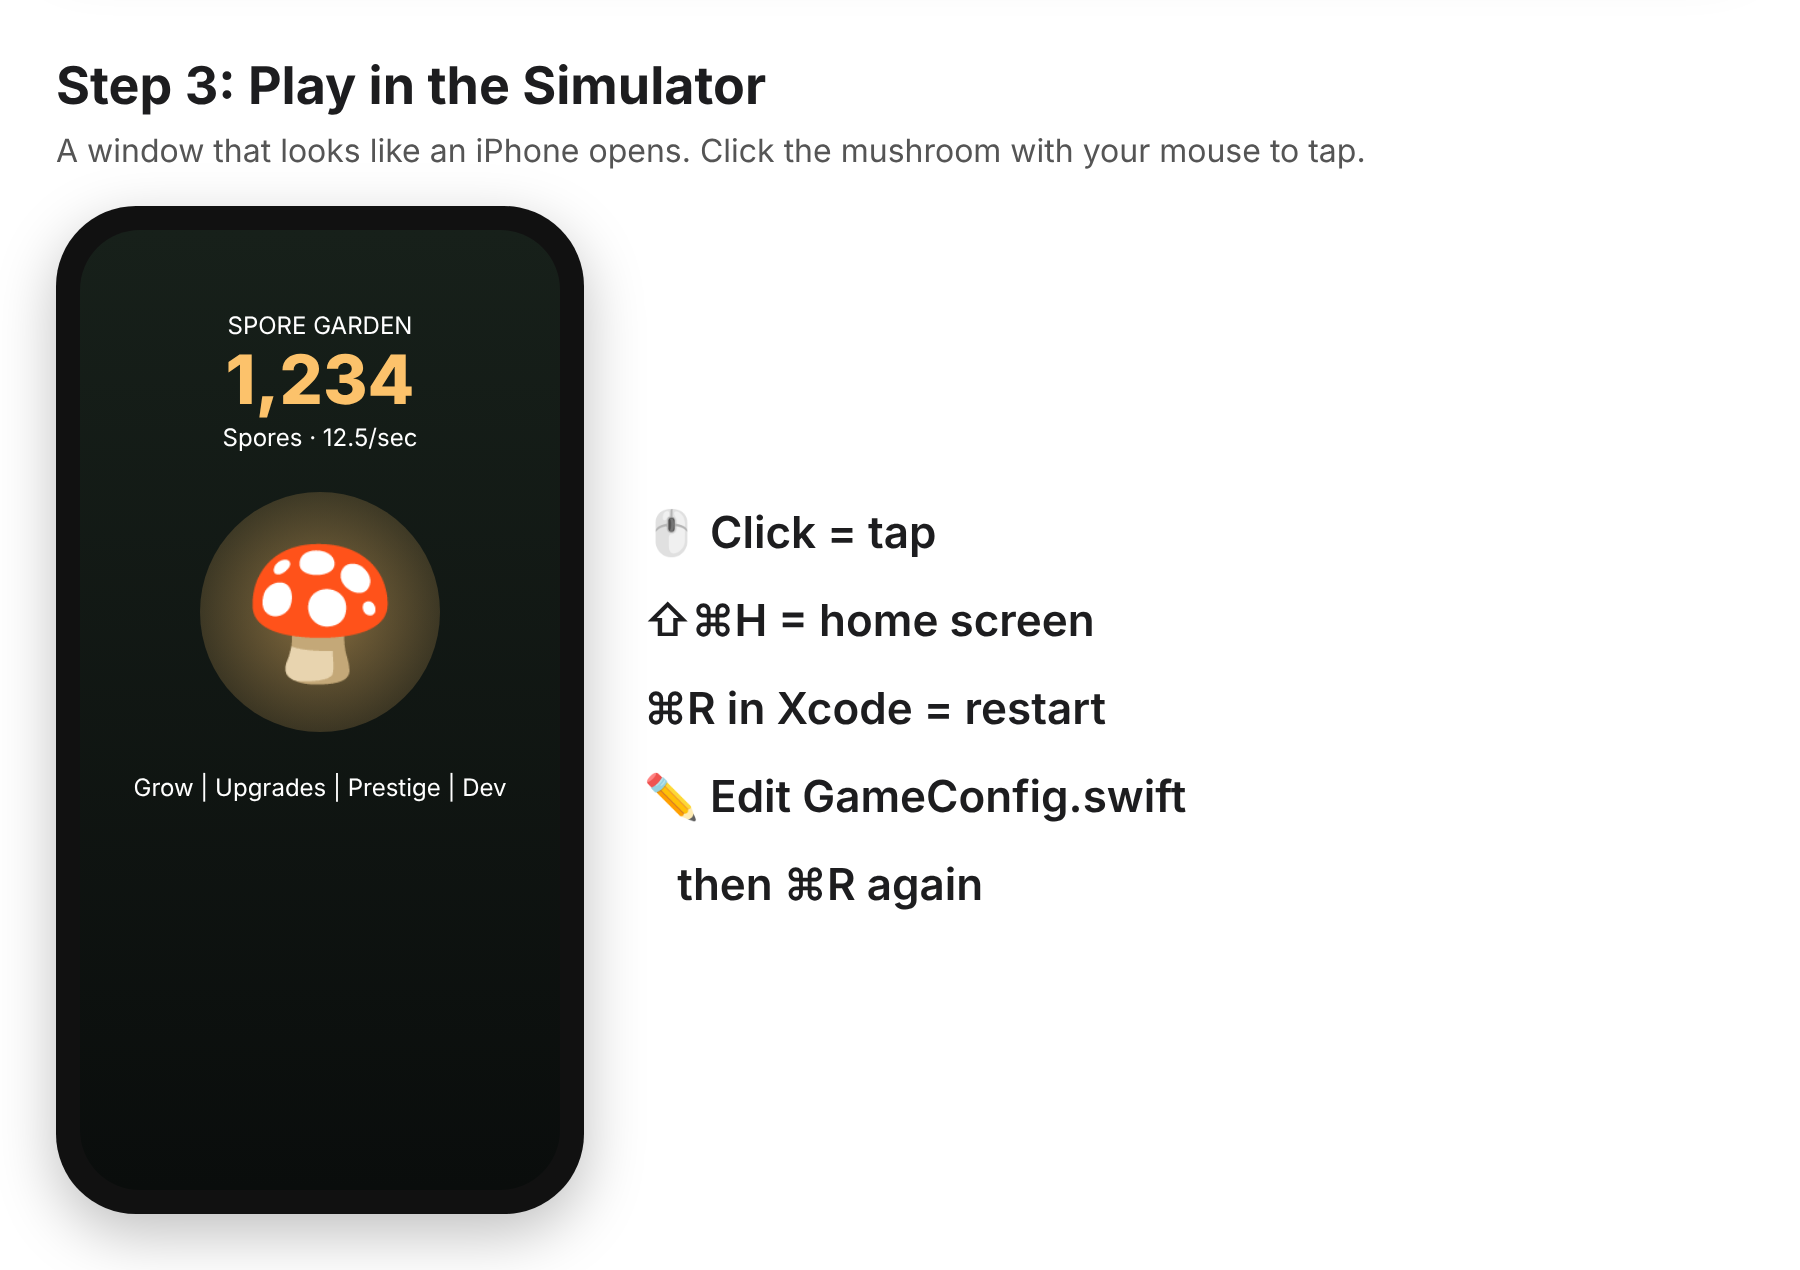 Step 3: Play in the Simulator
A window that looks like an iPhone opens. Click the mushroom with your mouse to tap.
SPORE GARDEN
1,234
Spores · 12.5/sec
Grow | Upgrades | Prestige | Dev
🖱️ Click = tap
⇧⌘H = home screen
⌘R in Xcode = restart
✏️ Edit GameConfig.swift
then ⌘R again